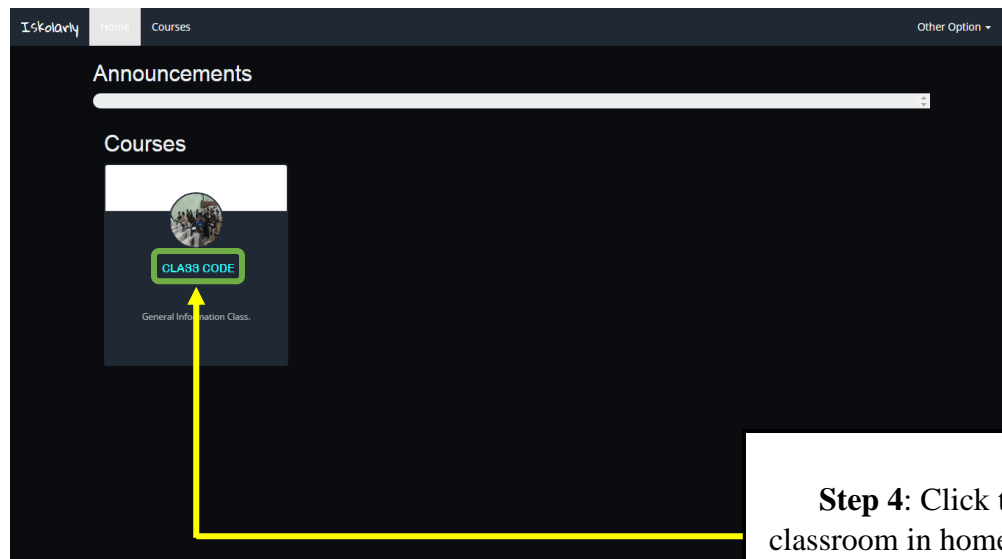 Iskolarly Home Courses Other Option
Announcements
Courses
CLASS CODE
General Information Class.
Step 4: Click
classroom in home